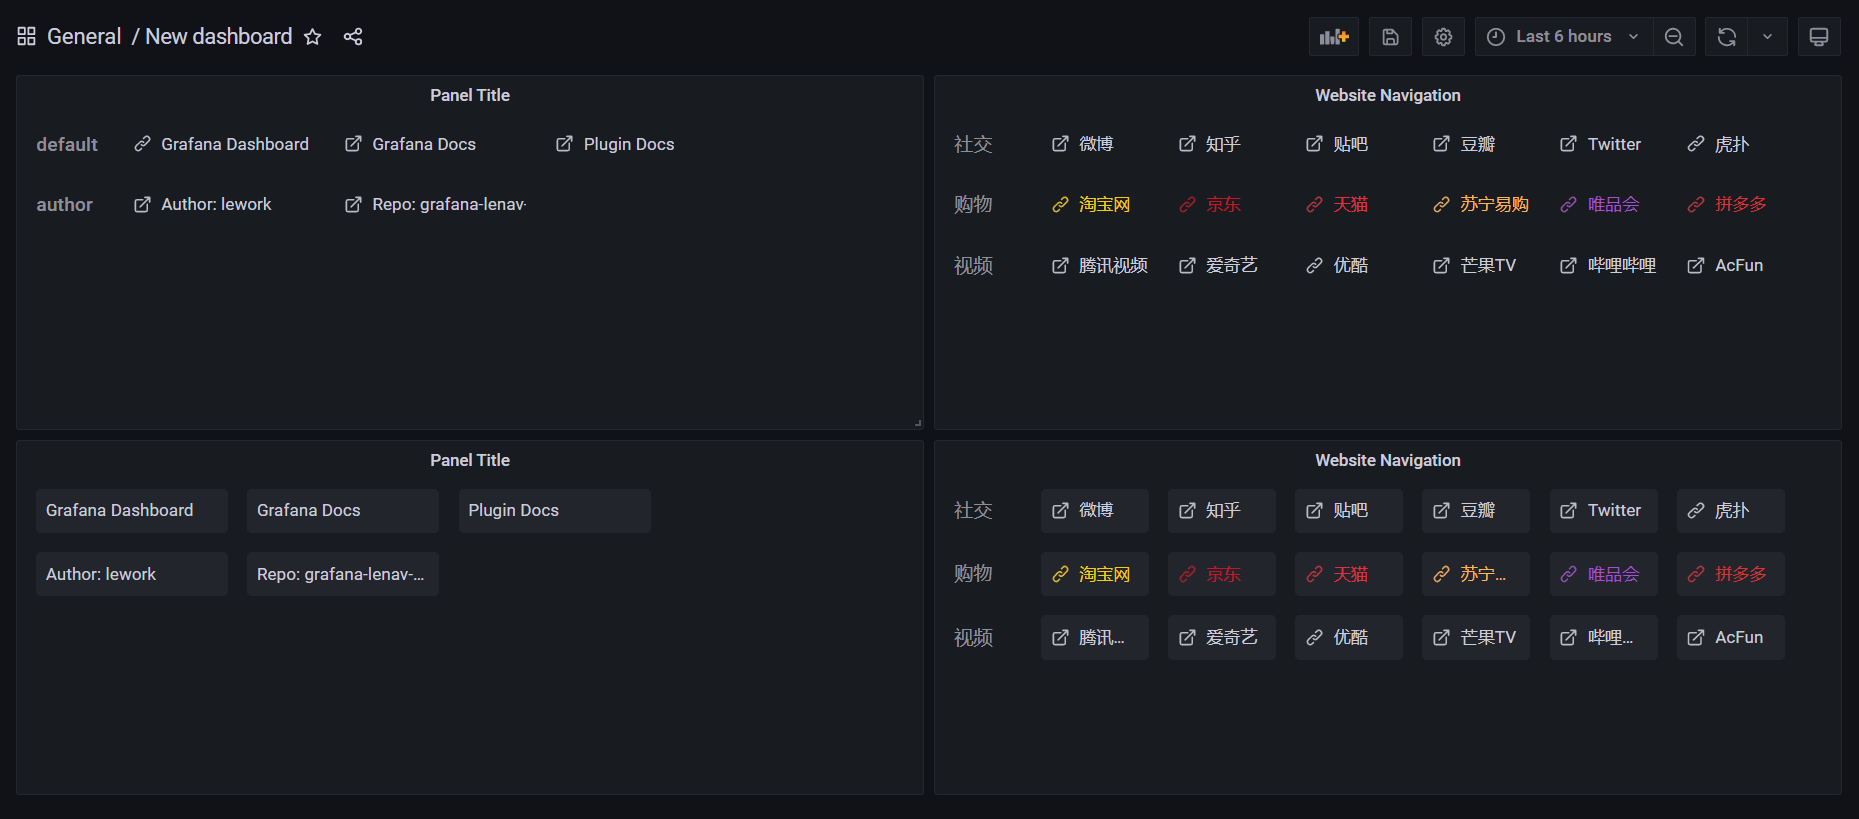 General / New dashboard
Last 6 hours
Panel Title
default Grafana Dashboard Grafana Docs Plugin Docs
author Author: lework Repo: grafana-lenav-
Website Navigation
社交 微博 知乎 贴吧 豆瓣 Twitter 虎扑
购物 淘宝网 京东 天猫 苏宁易购 唯品会 拼多多
视频 腾讯视频 爱奇艺 优酷 芒果TV 哔哩哔哩 AcFun
Panel Title
Grafana Dashboard Grafana Docs Plugin Docs
Author: lework Repo: grafana-lenav-...
Website Navigation
社交 微博 知乎 贴吧 豆瓣 Twitter 虎扑
购物 淘宝网 京东 天猫 苏宁... 唯品会 拼多多
视频 腾讯... 爱奇艺 优酷 芒果TV 哔哩... AcFun